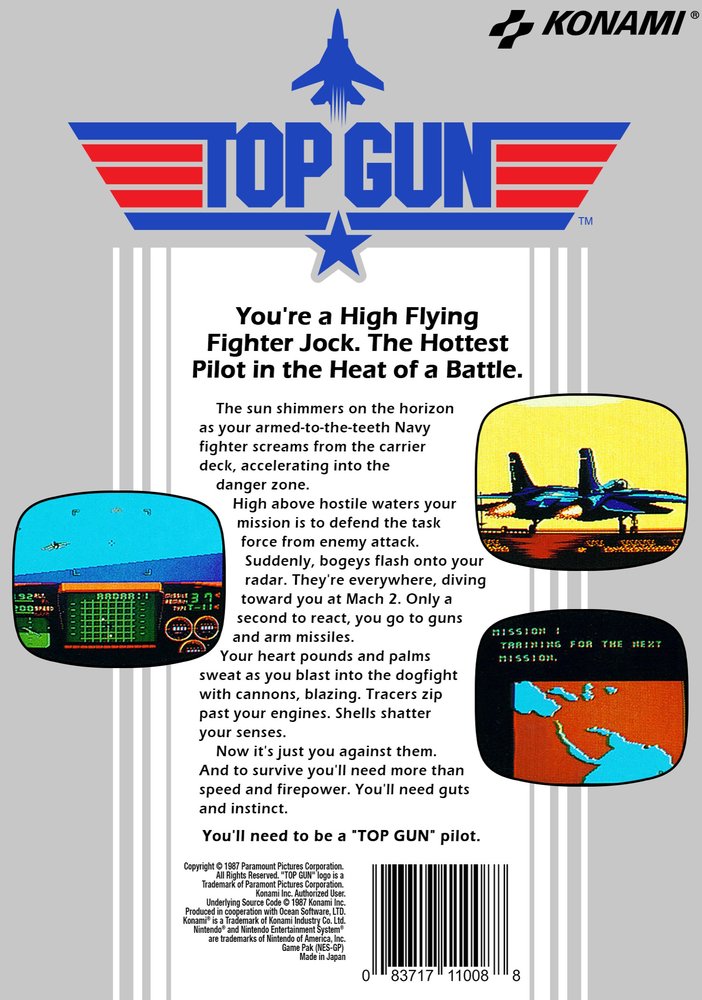 KONAMI®
TOP GUN
TM
You're a High Flying
Fighter Jock. The Hottest
Pilot in the Heat of a Battle.
The sun shimmers on the horizon
as your armed-to-the-teeth Navy
fighter screams from the carrier
deck, accelerating into the
danger zone.
High above hostile waters your
mission is to defend the task
force from enemy attack.
Suddenly, bogeys flash onto your
radar. They're everywhere, diving
toward you at Mach 2. Only a
second to react, you go to guns
and arm missiles.
Your heart pounds and palms
sweat as you blast into the dogfight
with cannons, blazing. Tracers zip
past your engines. Shells shatter
your senses.
Now it's just you against them.
And to survive you'll need more than
speed and firepower. You'll need guts
and instinct.
You'll need to be a "TOP GUN" pilot.
RADAR:1
MISSILE
REMAIN 37
TYPE T-11
SPEED
MISSION 1
TRAINING FOR THE NEXT
MISSION.
Copyright © 1987 Paramount Pictures Corporation.
All Rights Reserved. "TOP GUN" logo is a
Trademark of Paramont Pictures Corporation.
Konami Inc. Authorized User.
Underlying Source Code © 1987 Konami Inc.
Produced in cooperation with Ocean Software, LTD.
Konami® is a Trademark of Konami Industry Co. Ltd.
Nintendo® and Nintendo Entertainment System®
are trademarks of Nintendo of America, Inc.
Game Pak (NES-GP)
Made in Japan
0 83717 11008 8